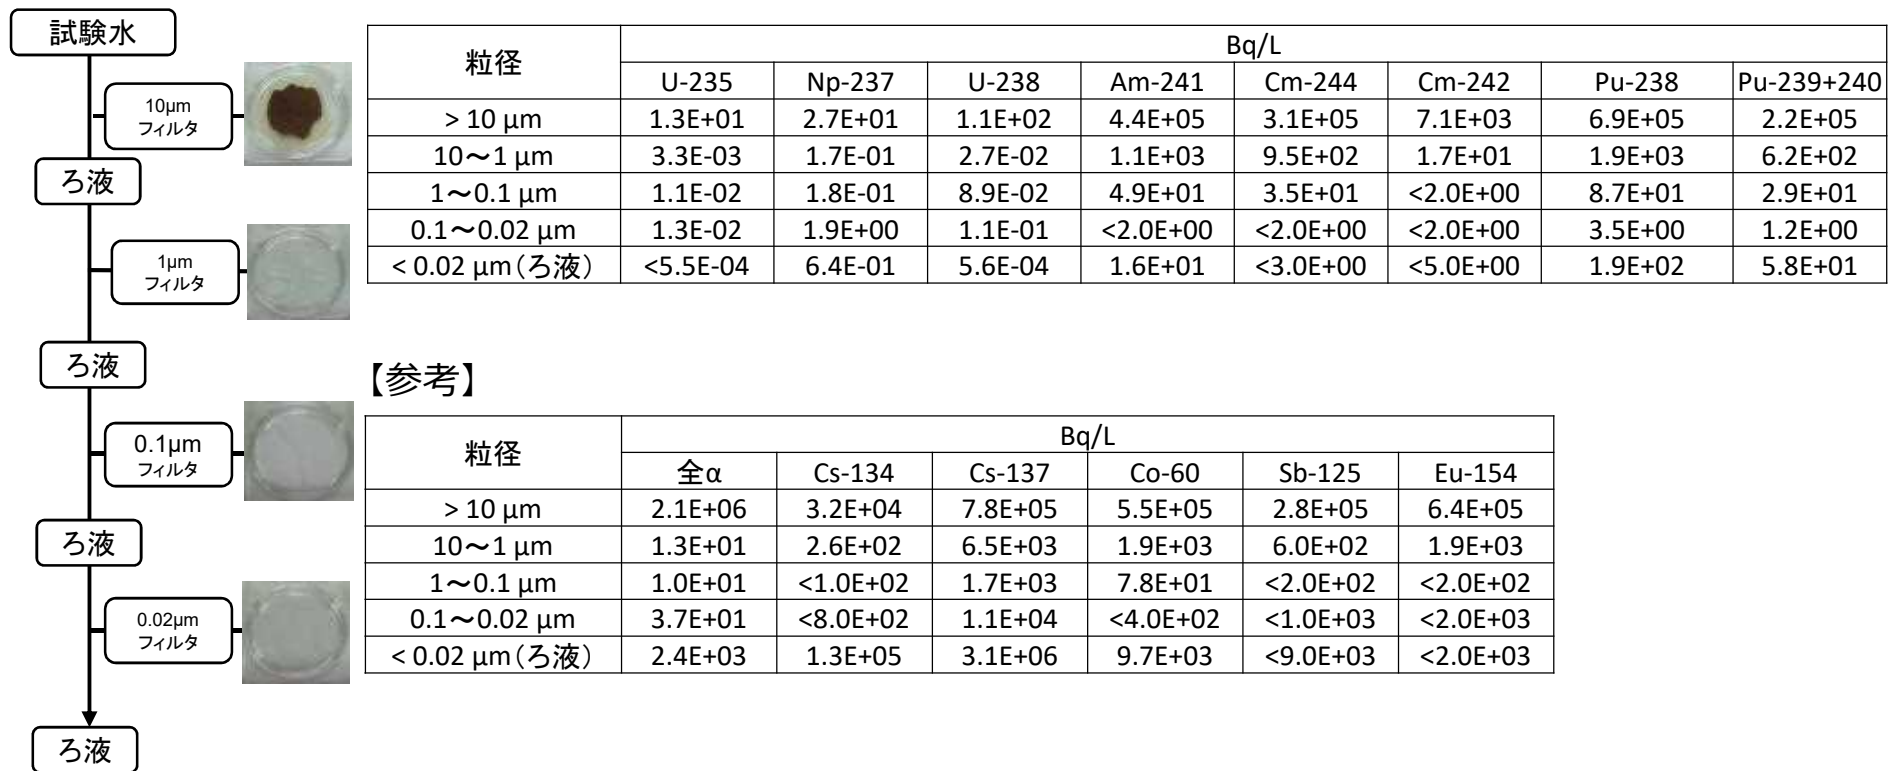 試験水
10μm
フィルタ
ろ液
1μm
フィルタ
ろ液
0.1μm
フィルタ
ろ液
0.02μm
フィルタ
ろ液
粒径 Bq/L
U-235 Np-237 U-238 Am-241 Cm-244 Cm-242 Pu-238 Pu-239+240
> 10 μm 1.3E+01 2.7E+01 1.1E+02 4.4E+05 3.1E+05 7.1E+03 6.9E+05 2.2E+05
10～1 μm 3.3E-03 1.7E-01 2.7E-02 1.1E+03 9.5E+02 1.7E+01 1.9E+03 6.2E+02
1～0.1 μm 1.1E-02 1.8E-01 8.9E-02 4.9E+01 3.5E+01 <2.0E+00 8.7E+01 2.9E+01
0.1～0.02 μm 1.3E-02 1.9E+00 1.1E-01 <2.0E+00 <2.0E+00 <2.0E+00 3.5E+00 1.2E+00
< 0.02 μm（ろ液） <5.5E-04 6.4E-01 5.6E-04 1.6E+01 <3.0E+00 <5.0E+00 1.9E+02 5.8E+01
【参考】
粒径 Bq/L
全α Cs-134 Cs-137 Co-60 Sb-125 Eu-154
> 10 μm 2.1E+06 3.2E+04 7.8E+05 5.5E+05 2.8E+05 6.4E+05
10～1 μm 1.3E+01 2.6E+02 6.5E+03 1.9E+03 6.0E+02 1.9E+03
1～0.1 μm 1.0E+01 <1.0E+02 1.7E+03 7.8E+01 <2.0E+02 <2.0E+02
0.1～0.02 μm 3.7E+01 <8.0E+02 1.1E+04 <4.0E+02 <1.0E+03 <2.0E+03
< 0.02 μm（ろ液） 2.4E+03 1.3E+05 3.1E+06 9.7E+03 <9.0E+03 <2.0E+03